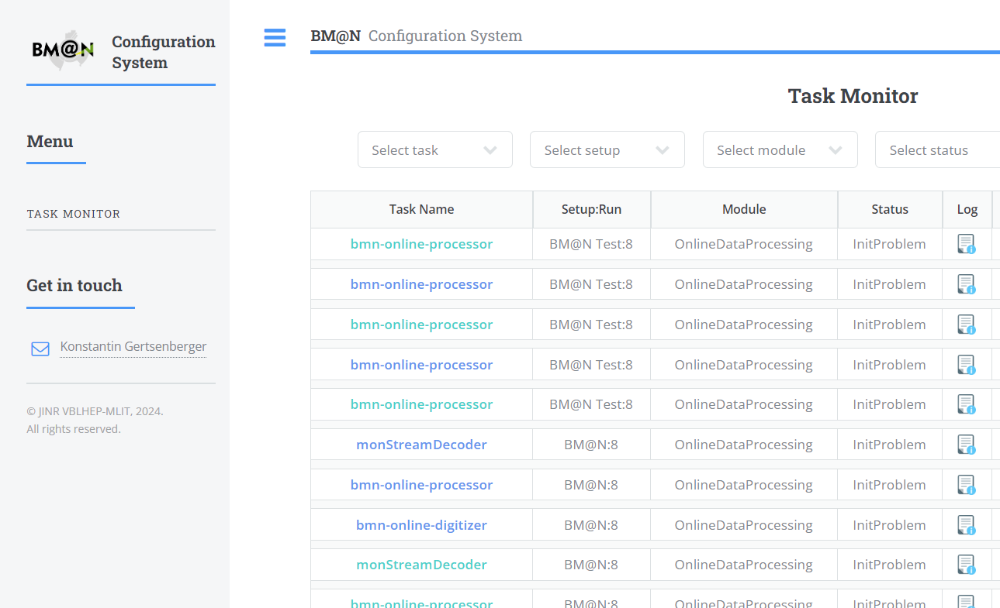 BM@N
Configuration
System
BM@N Configuration System
Menu
TASK MONITOR
Get in touch
Konstantin Gertsenberger
© JINR VBLHEP-MLIT, 2024.
All rights reserved.
Task Monitor
Select task Select setup Select module Select status
Task Name Setup:Run Module Status Log
bmn-online-processor BM@N Test:8 OnlineDataProcessing InitProblem
bmn-online-processor BM@N Test:8 OnlineDataProcessing InitProblem
bmn-online-processor BM@N Test:8 OnlineDataProcessing InitProblem
bmn-online-processor BM@N Test:8 OnlineDataProcessing InitProblem
bmn-online-processor BM@N Test:8 OnlineDataProcessing InitProblem
monStreamDecoder BM@N:8 OnlineDataProcessing InitProblem
bmn-online-processor BM@N:8 OnlineDataProcessing InitProblem
bmn-online-digitizer BM@N:8 OnlineDataProcessing InitProblem
monStreamDecoder BM@N:8 OnlineDataProcessing InitProblem
bmn-online-processor BM@N:8 OnlineDataProcessing InitProblem